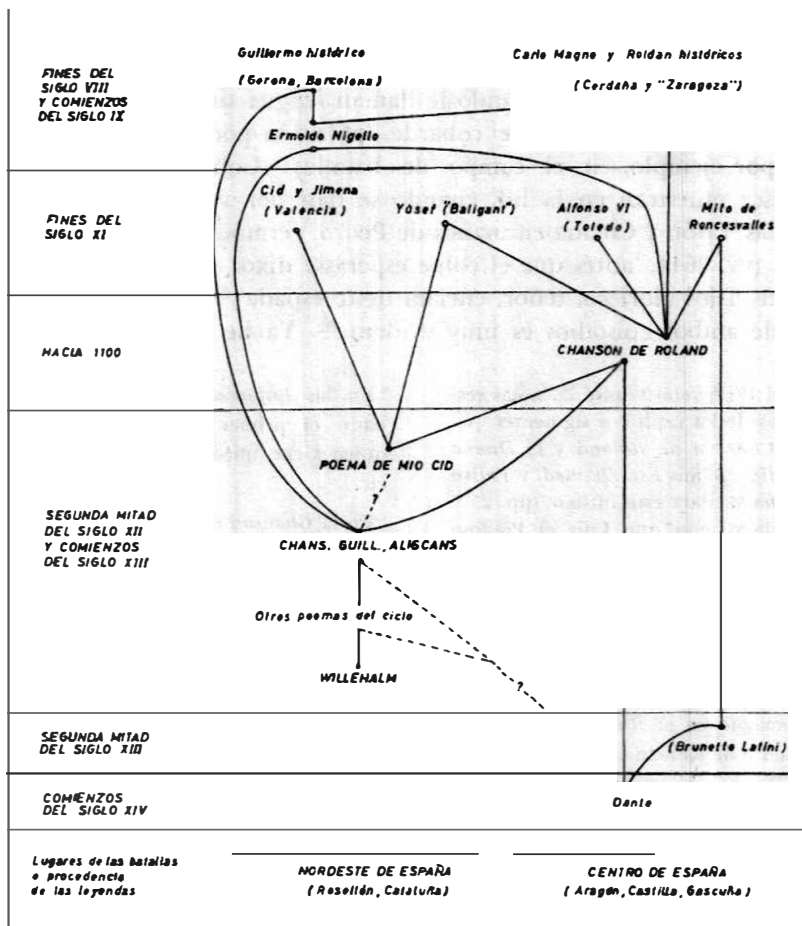 Guillermo histórico
(Gerona, Barcelona)
Carlo Magno y Roldan históricos
(Cerdaña y "Zaragoza")
FINES DEL
SIGLO VIII
Y COMIENZOS
DEL SIGLO IX
Ermoldo Nigello
FINES DEL
SIGLO XI
Cid y Jimena
(Valencia)
Yósef ("Baligant")
Alfonso VI
(Toledo)
Mito de
Roncesvalles
HACIA 1100
CHANSON DE ROLAND
POEMA DE MIO CID
?
SEGUNDA MITAD
DEL SIGLO XII
Y COMIENZOS
DEL SIGLO XIII
CHANS. GUILL., ALISCANS
Otros poemas del ciclo
WILLEHALM
?
SEGUNDA MITAD
DEL SIGLO XIII
(Brunetto Latini)
COMIENZOS
DEL SIGLO XIV
Dante
Lugares de las batallas
o procedencia
de las leyendas
NORDESTE DE ESPAÑA
(Rosellón, Cataluña)
CENTRO DE ESPAÑA
(Aragón, Castilla, Gascuña)